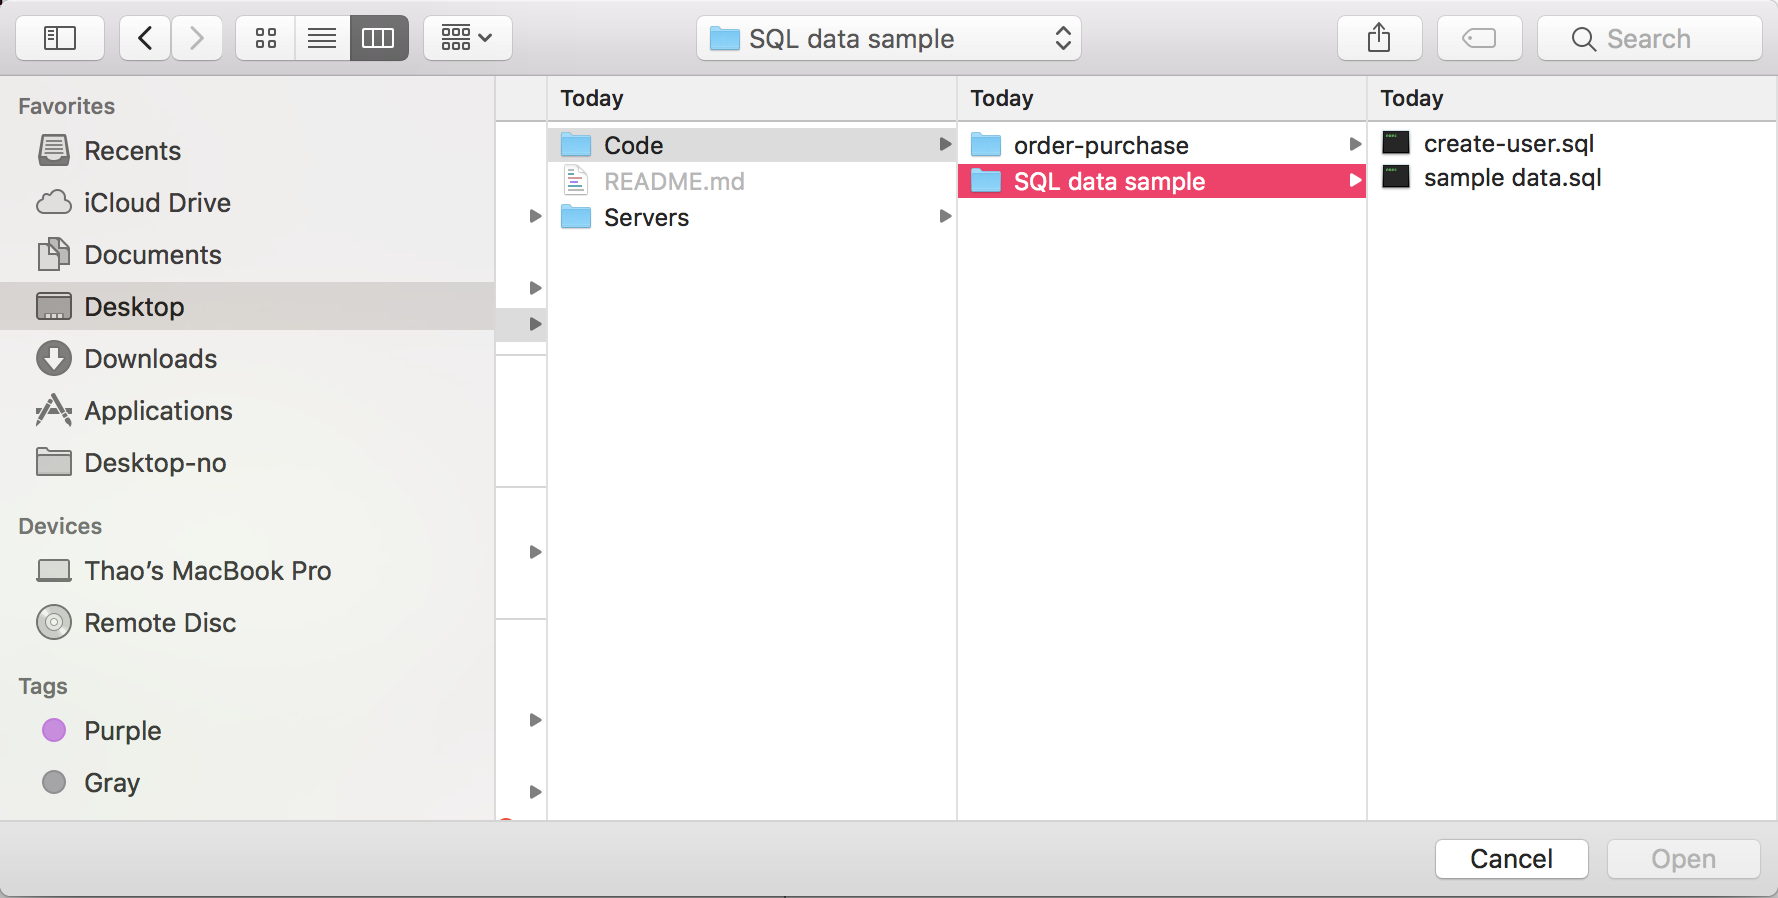 SQL data sample
Search
Favorites
Recents
iCloud Drive
Documents
Desktop
Downloads
Applications
Desktop-no
Devices
Thao’s MacBook Pro
Remote Disc
Tags
Purple
Gray
Today
Code
README.md
Servers
Today
order-purchase
SQL data sample
Today
create-user.sql
sample data.sql
Cancel
Open